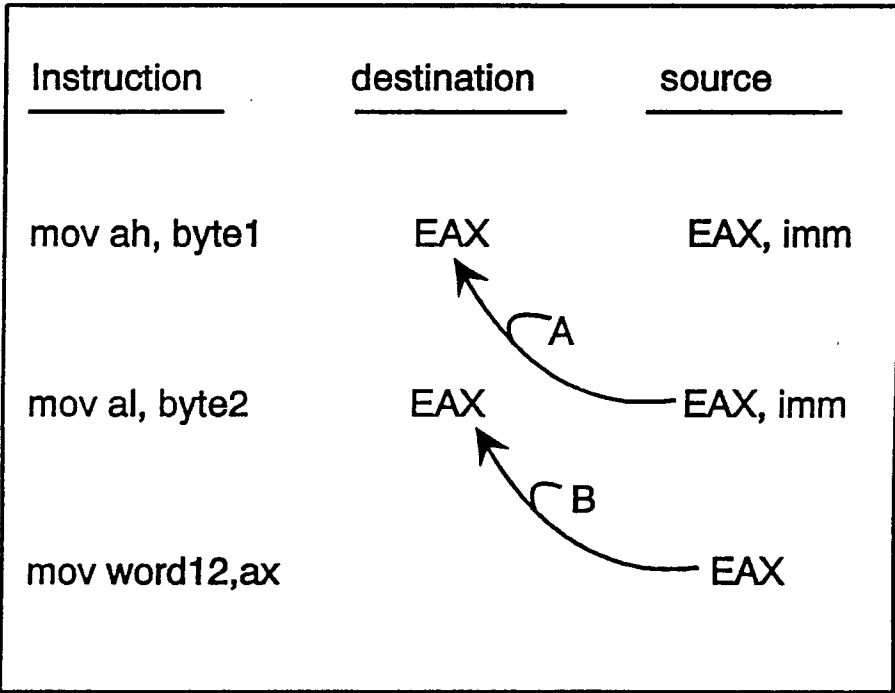 Instruction destination source
mov ah, byte1 EAX EAX, imm
A
mov al, byte2 EAX EAX, imm
B
mov word12,ax EAX